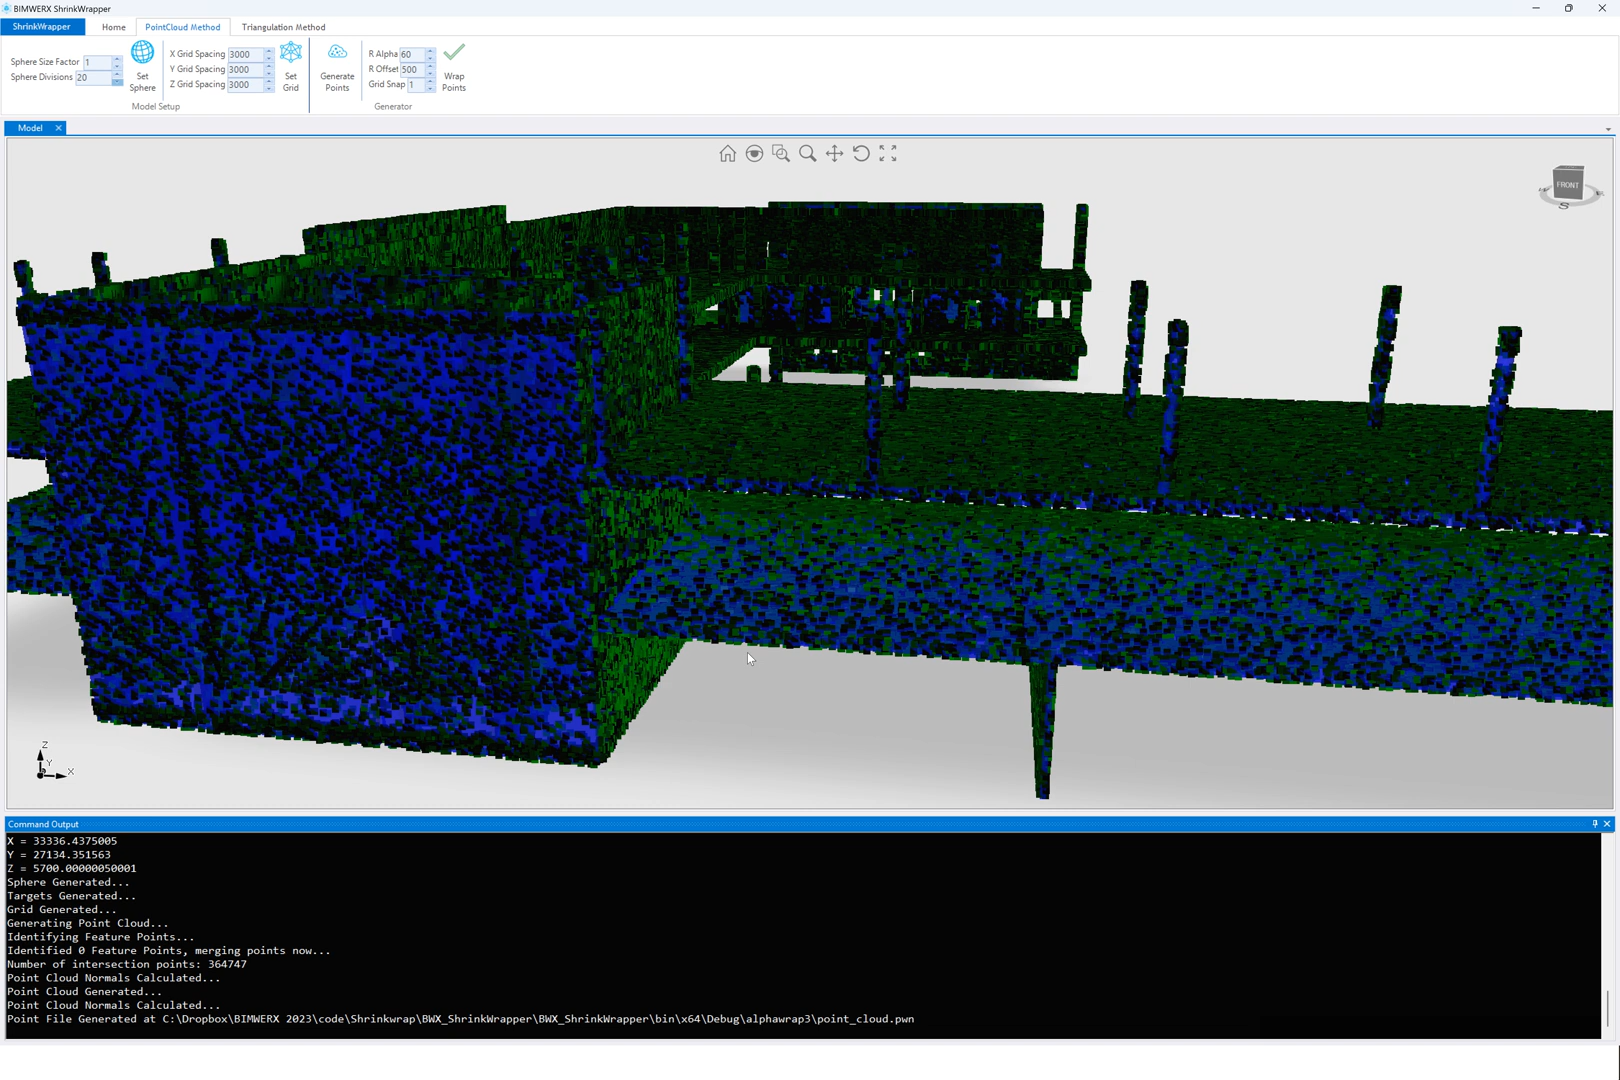 BIMWERX ShrinkWrapper
ShrinkWrapper Home PointCloud Method Triangulation Method
Sphere Size Factor 1
Sphere Divisions 20
Set
Sphere
X Grid Spacing 3000
Y Grid Spacing 3000
Z Grid Spacing 3000
Set
Grid
Model Setup
Generate
Points
R Alpha 60
R Offset 500
Grid Snap 1
Wrap
Points
Generator
Model
FRONT
S
Z
Y
X
Command Output
X = 33336.4375005
Y = 27134.351563
Z = 5700.00000050001
Sphere Generated...
Targets Generated...
Grid Generated...
Generating Point Cloud...
Identifying Feature Points...
Identified 0 Feature Points, merging points now...
Number of intersection points: 364747
Point Cloud Normals Calculated...
Point Cloud Generated...
Point Cloud Normals Calculated...
Point File Generated at C:\Dropbox\BIMWERX 2023\code\Shrinkwrap\BWX_ShrinkWrapper\BWX_ShrinkWrapper\bin\x64\Debug\alphawrap3\point_cloud.pwn